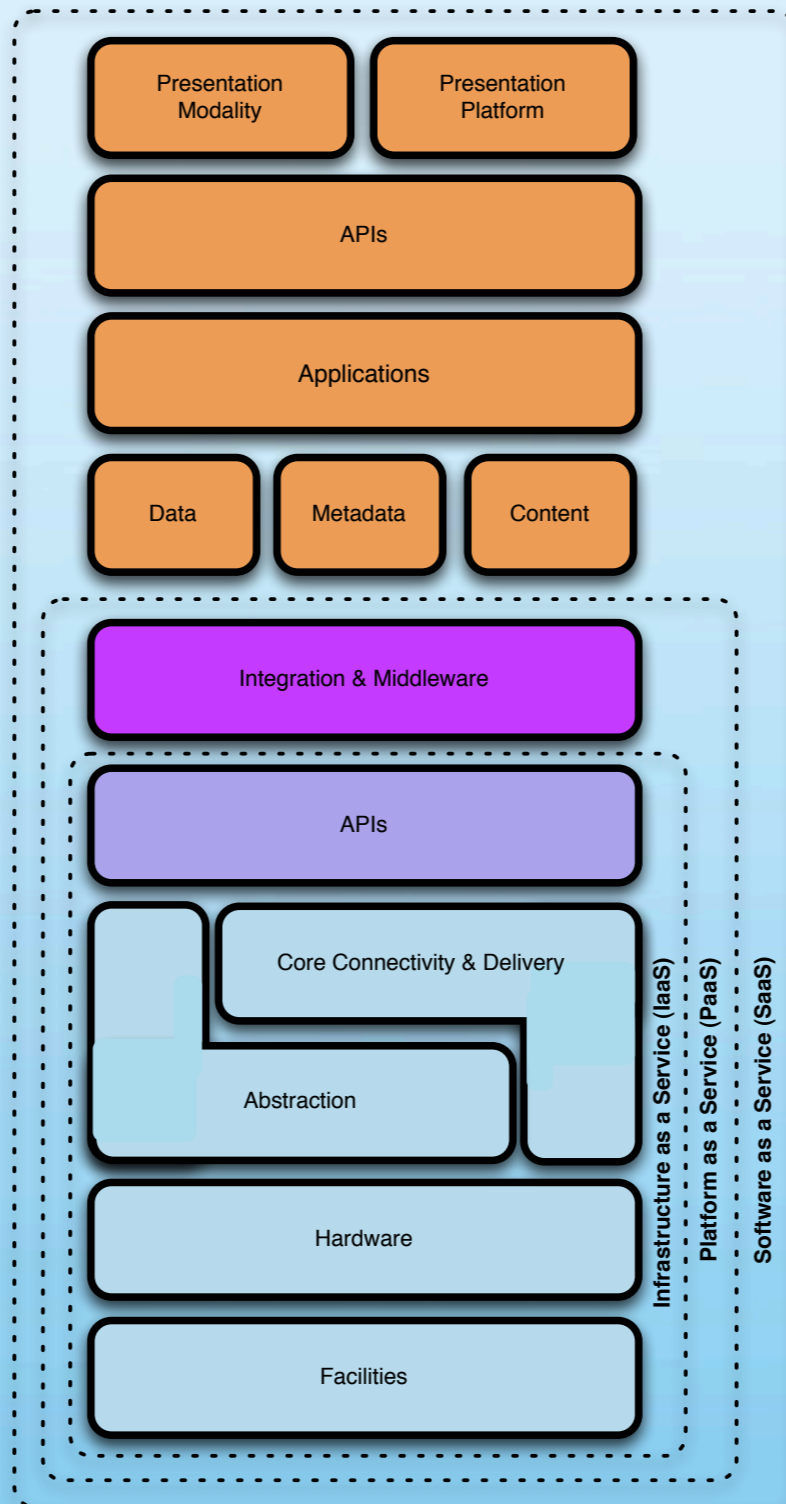 Presentation
Modality
Presentation
Platform
APIs
Applications
Data
Metadata
Content
Integration & Middleware
APIs
Core Connectivity & Delivery
Abstraction
Hardware
Facilities
Infrastructure as a Service (IaaS)
Platform as a Service (PaaS)
Software as a Service (SaaS)